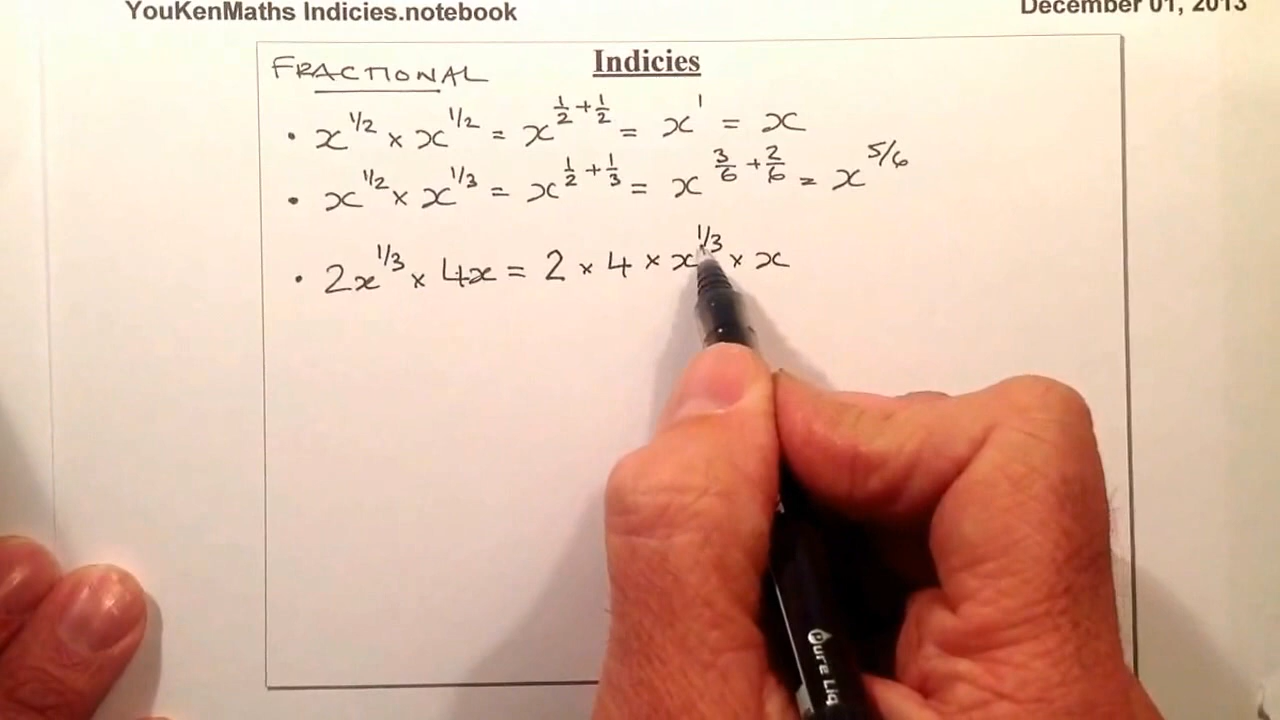 YouKenMaths Indicies.notebook
December 01, 2013
FRACTIONAL
Indicies
• x^1/2 × x^1/2 = x^1/2 + 1/2 = x^1 = x
• x^1/2 × x^1/3 = x^1/2 + 1/3 = x^3/6 + 2/6 = x^5/6
• 2x^1/3 × 4x = 2 × 4 × x^1/3 × x
Pure Liq